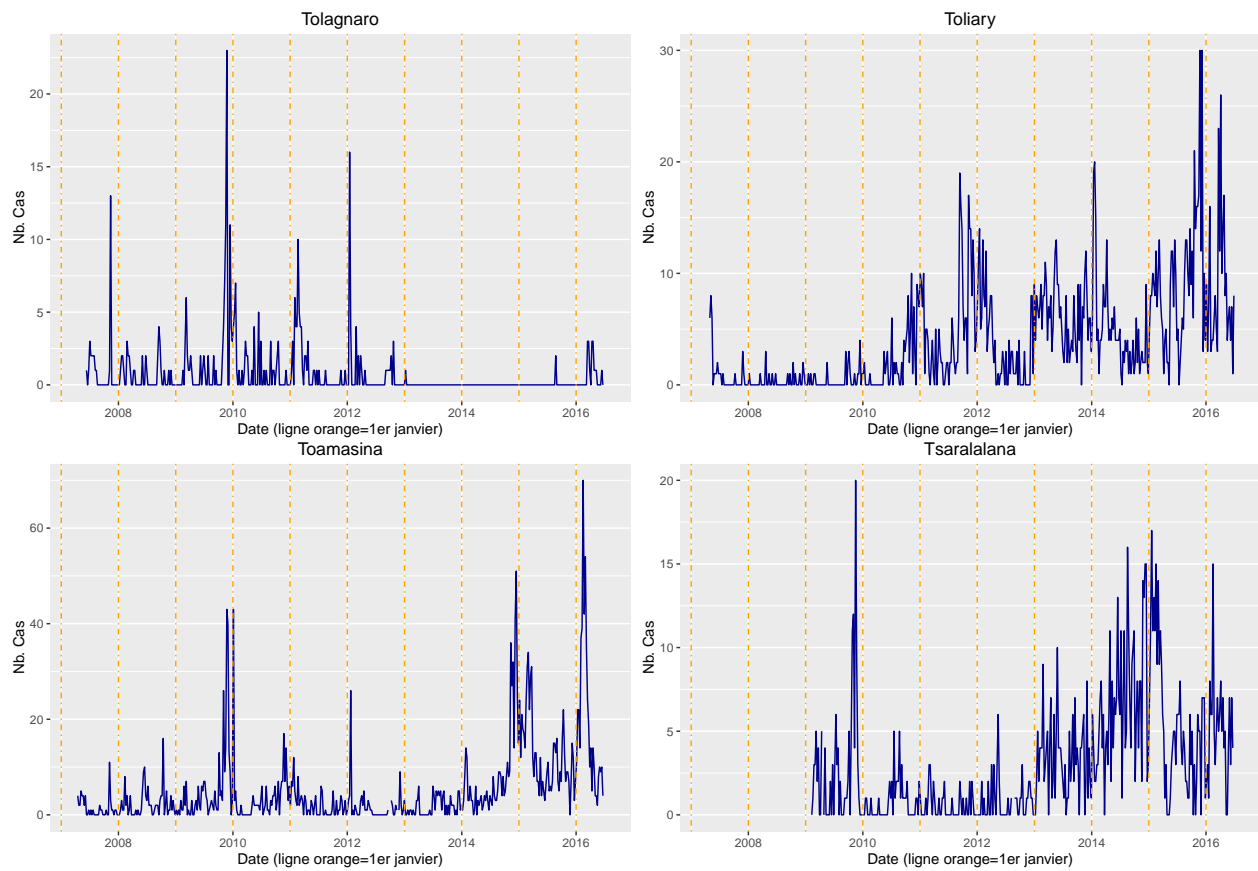 Tolagnaro
Nb. Cas
20
15
10
5
0
2008 2010 2012 2014 2016
Date (ligne orange=1er janvier)
Toliary
Nb. Cas
30
20
10
0
2008 2010 2012 2014 2016
Date (ligne orange=1er janvier)
Toamasina
Nb. Cas
60
40
20
0
2008 2010 2012 2014 2016
Date (ligne orange=1er janvier)
Tsaralalana
Nb. Cas
20
15
10
5
0
2008 2010 2012 2014 2016
Date (ligne orange=1er janvier)